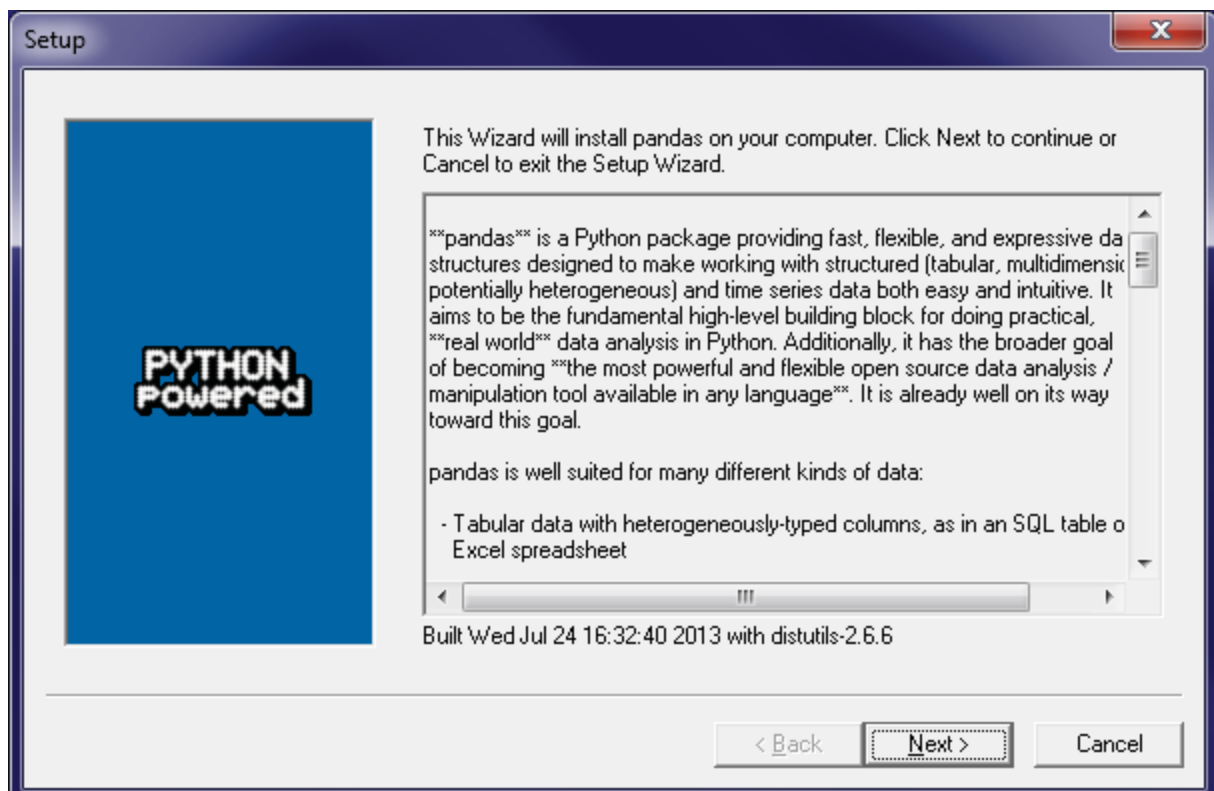 Setup
This Wizard will install pandas on your computer. Click Next to continue or
Cancel to exit the Setup Wizard.
**pandas** is a Python package providing fast, flexible, and expressive da
structures designed to make working with structured (tabular, multidimensic
potentially heterogeneous) and time series data both easy and intuitive. It
aims to be the fundamental high-level building block for doing practical,
**real world** data analysis in Python. Additionally, it has the broader goal
of becoming **the most powerful and flexible open source data analysis /
manipulation tool available in any language**. It is already well on its way
toward this goal.
pandas is well suited for many different kinds of data:
- Tabular data with heterogeneously-typed columns, as in an SQL table o
Excel spreadsheet
PYTHON
Powered
Built Wed Jul 24 16:32:40 2013 with distutils-2.6.6
< Back
Next >
Cancel